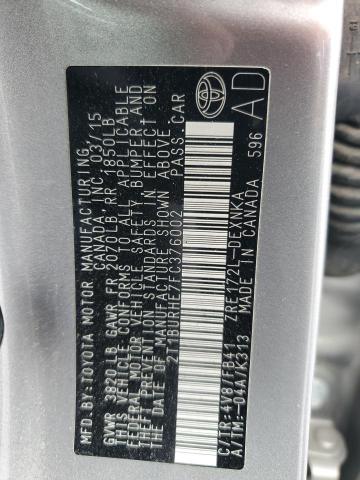 MFD BY:TOYOTA MOTOR MANUFACTURING
CANADA INC. 03/15
GVWR 3820LB GAWR FR 2070LB RR 1850LB
THIS VEHICLE CONFORMS TO ALL APPLICABLE
FEDERAL MOTOR VEHICLE SAFETY, BUMPER,
AND THEFT PREVENTION STANDARDS IN EFFECT ON
THE DATE OF MANUFACTURE SHOWN ABOVE.
2T1BURHE7FC376002 PASS.CAR
C/TR: FB41
ZRE172L-DEXNKA
A/TM:-04A/K313
MADE IN CANADA 596
TOYOTA
AD